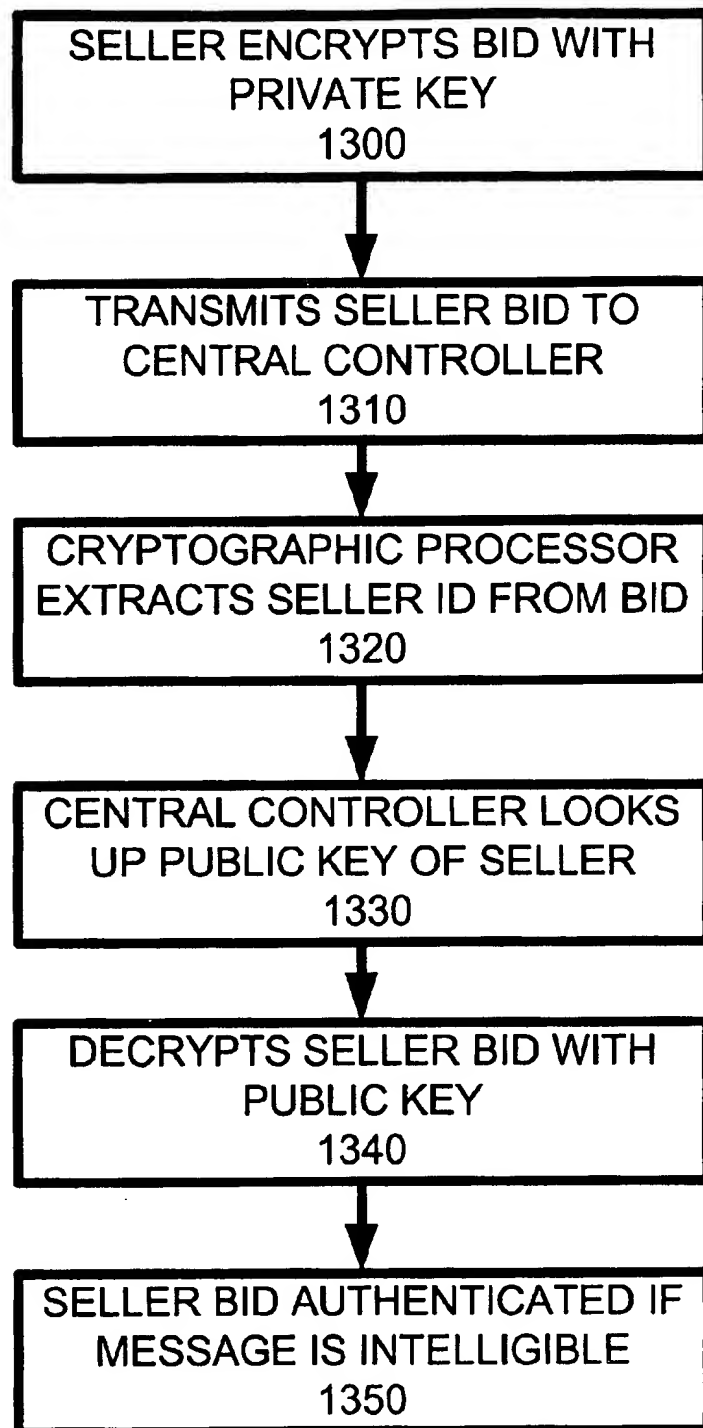 SELLER ENCRYPTS BID WITH
PRIVATE KEY
1300
TRANSMITS SELLER BID TO
CENTRAL CONTROLLER
1310
CRYPTOGRAPHIC PROCESSOR
EXTRACTS SELLER ID FROM BID
1320
CENTRAL CONTROLLER LOOKS
UP PUBLIC KEY OF SELLER
1330
DECRYPTS SELLER BID WITH
PUBLIC KEY
1340
SELLER BID AUTHENTICATED IF
MESSAGE IS INTELLIGIBLE
1350